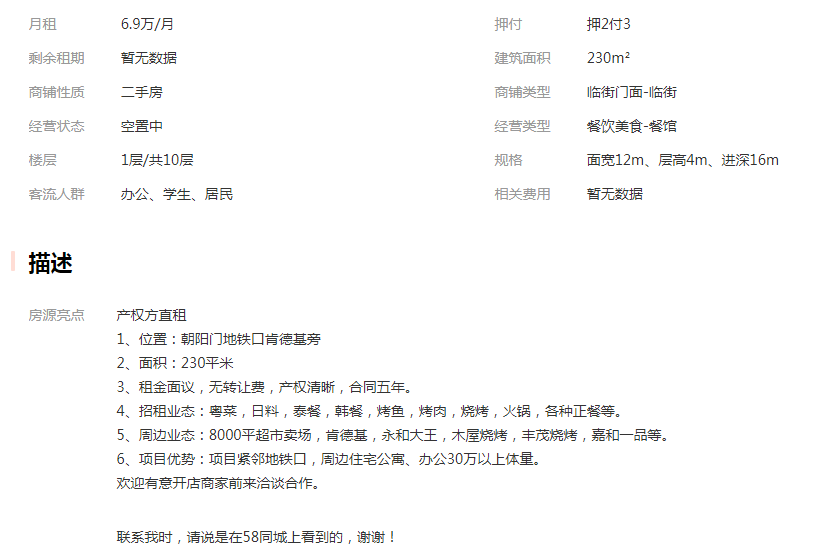 月租 6.9万/月 押付 押2付3
剩余租期 暂无数据 建筑面积 230m²
商铺性质 二手房 商铺类型 临街门面-临街
经营状态 空置中 经营类型 餐饮美食-餐馆
楼层 1层/共10层 规格 面宽12m、层高4m、进深16m
客流人群 办公、学生、居民 相关费用 暂无数据
描述
房源亮点 产权方直租
1、位置：朝阳门地铁口肯德基旁
2、面积：230平米
3、租金面议，无转让费，产权清晰，合同五年。
4、招租业态：粤菜，日料，泰餐，韩餐，烤鱼，烤肉，烧烤，火锅，各种正餐等。
5、周边业态：8000平超市卖场，肯德基，永和大王，木屋烧烤，丰茂烧烤，嘉和一品等。
6、项目优势：项目紧邻地铁口，周边住宅公寓、办公30万以上体量。
欢迎有意开店商家前来洽谈合作。
联系我时，请说是在58同城上看到的，谢谢！